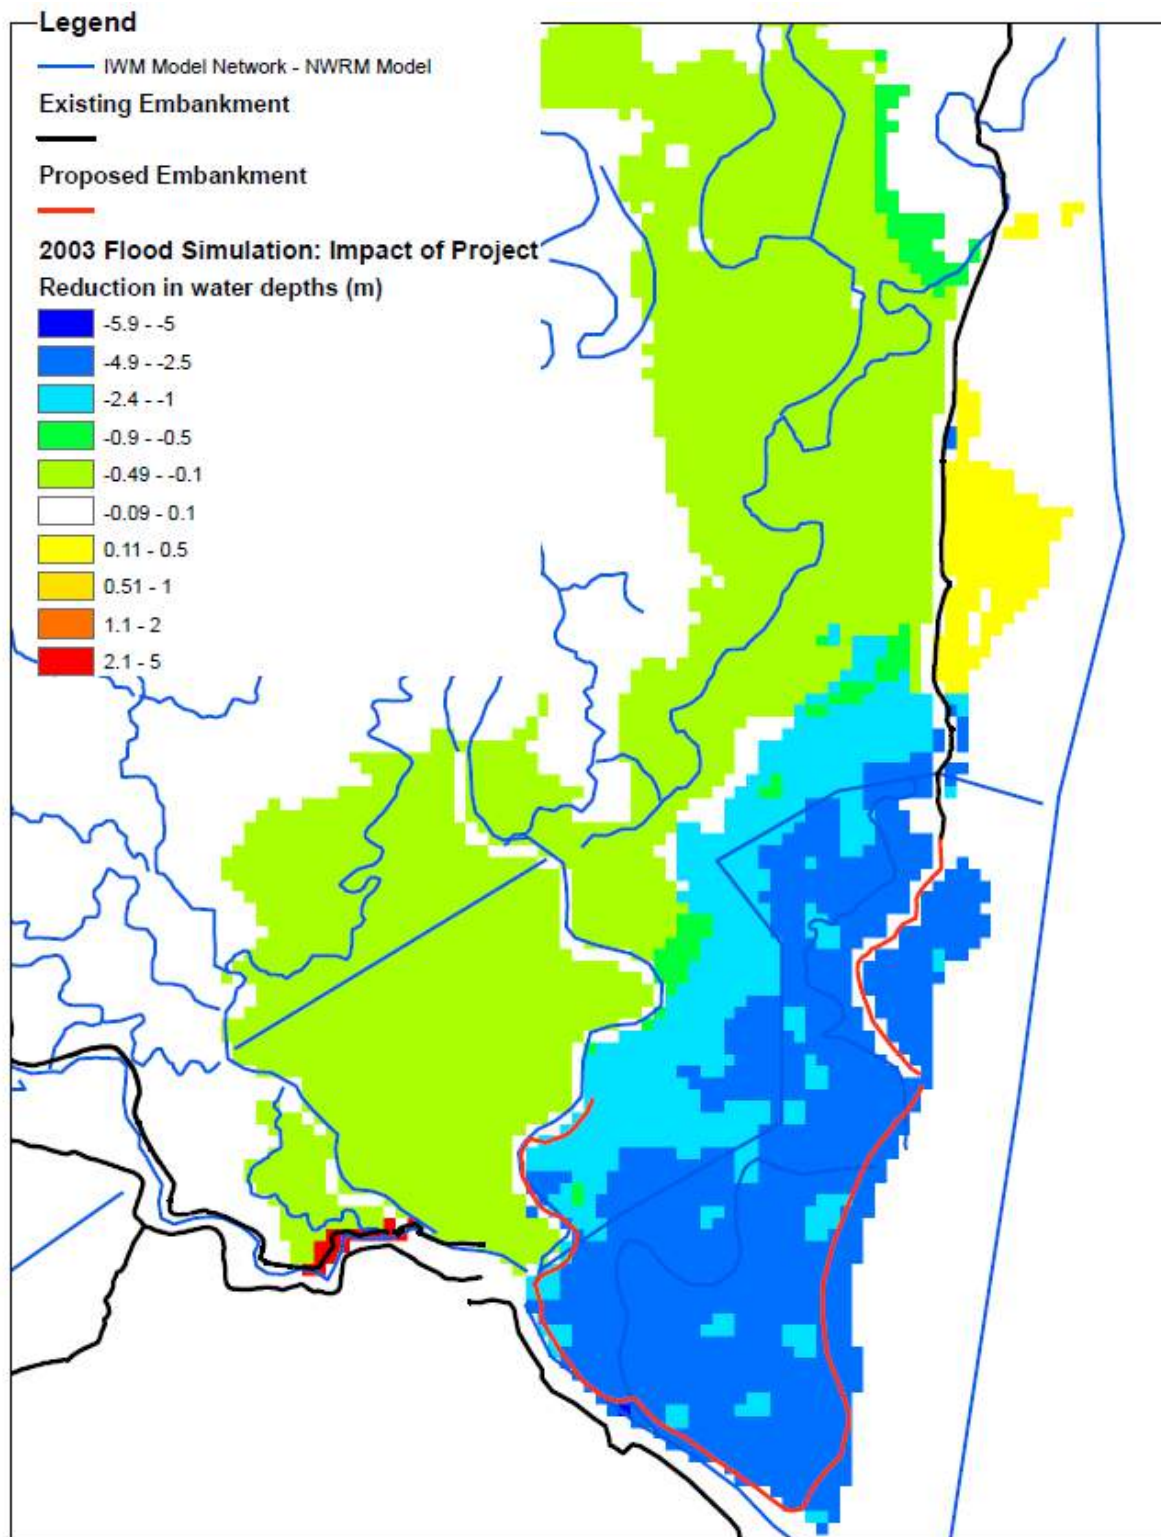 Legend
IWM Model Network - NWRM Model
Existing Embankment
Proposed Embankment
2003 Flood Simulation: Impact of Project
Reduction in water depths (m)
-5.9 - -5
-4.9 - -2.5
-2.4 - -1
-0.9 - -0.5
-0.49 - -0.1
-0.09 - 0.1
0.11 - 0.5
0.51 - 1
1.1 - 2
2.1 - 5